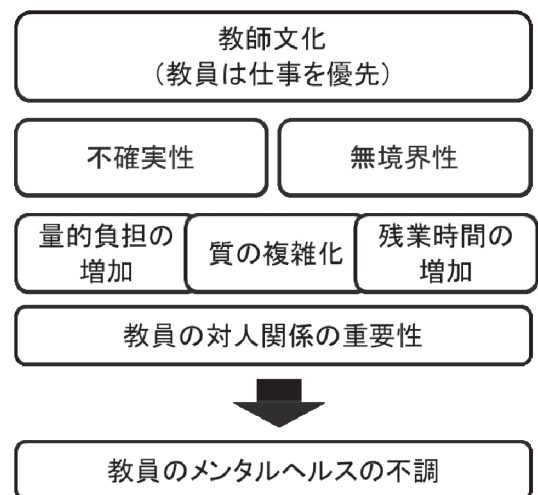 教師文化
（教員は仕事を優先）
不確実性
無境界性
量的負担の
増加
質の複雑化
残業時間の
増加
教員の対人関係の重要性
教員のメンタルヘルスの不調